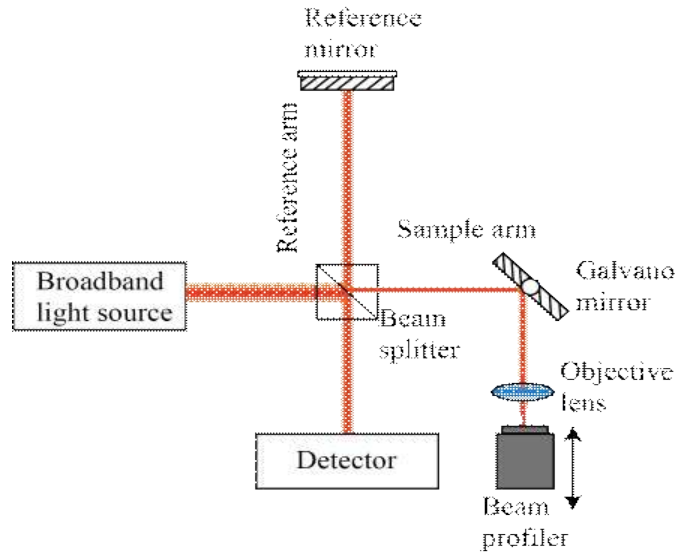 Reference
mirror
Reference arm
Sample arm
Galvano
mirror
Broadband
light source
Beam
splitter
Objective
lens
Detector
Beam
profiler